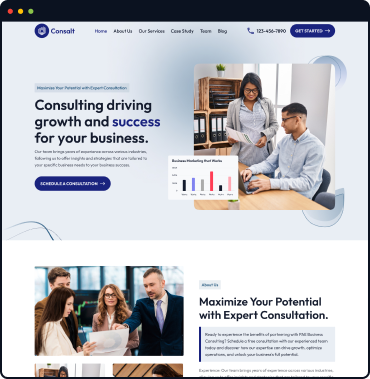 Consalt
Home About Us Our Services Case Study Team Blog
123-456-7890
GET STARTED
Maximize Your Potential with Expert Consultation
Consulting driving
growth and success
for your business.
Our team brings years of experience across various industries,
following us to offer insights and strategies that are tailored to
your specific business needs to your business success.
SCHEDULE A CONSULTATION
Business Marketing Hunt Works
About Us
Maximize Your Potential
with Expert Consultation.
Ready to experience the benefits of partnering with PNG Business
Consulting? Schedule a free consultation with our experienced team
today and discover how our expertise can drive growth, optimize
operations, and unlock your business's full potential.
Experience: Our team brings years of experience across various industries,